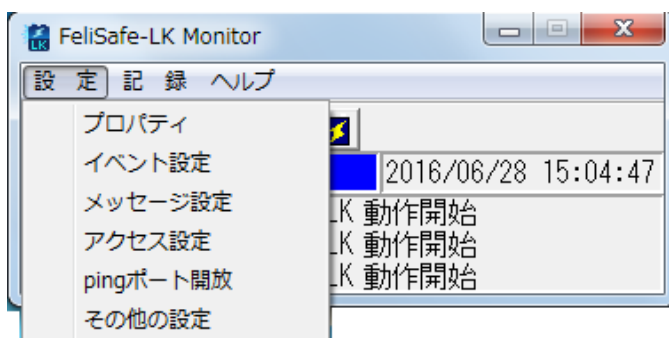 FeliSafe-LK Monitor
設 定 記 録 ヘルプ
プロパティ
イベント設定
メッセージ設定
アクセス設定
pingポート開放
その他の設定
2016/06/28 15:04:47
LK 動作開始
LK 動作開始
LK 動作開始